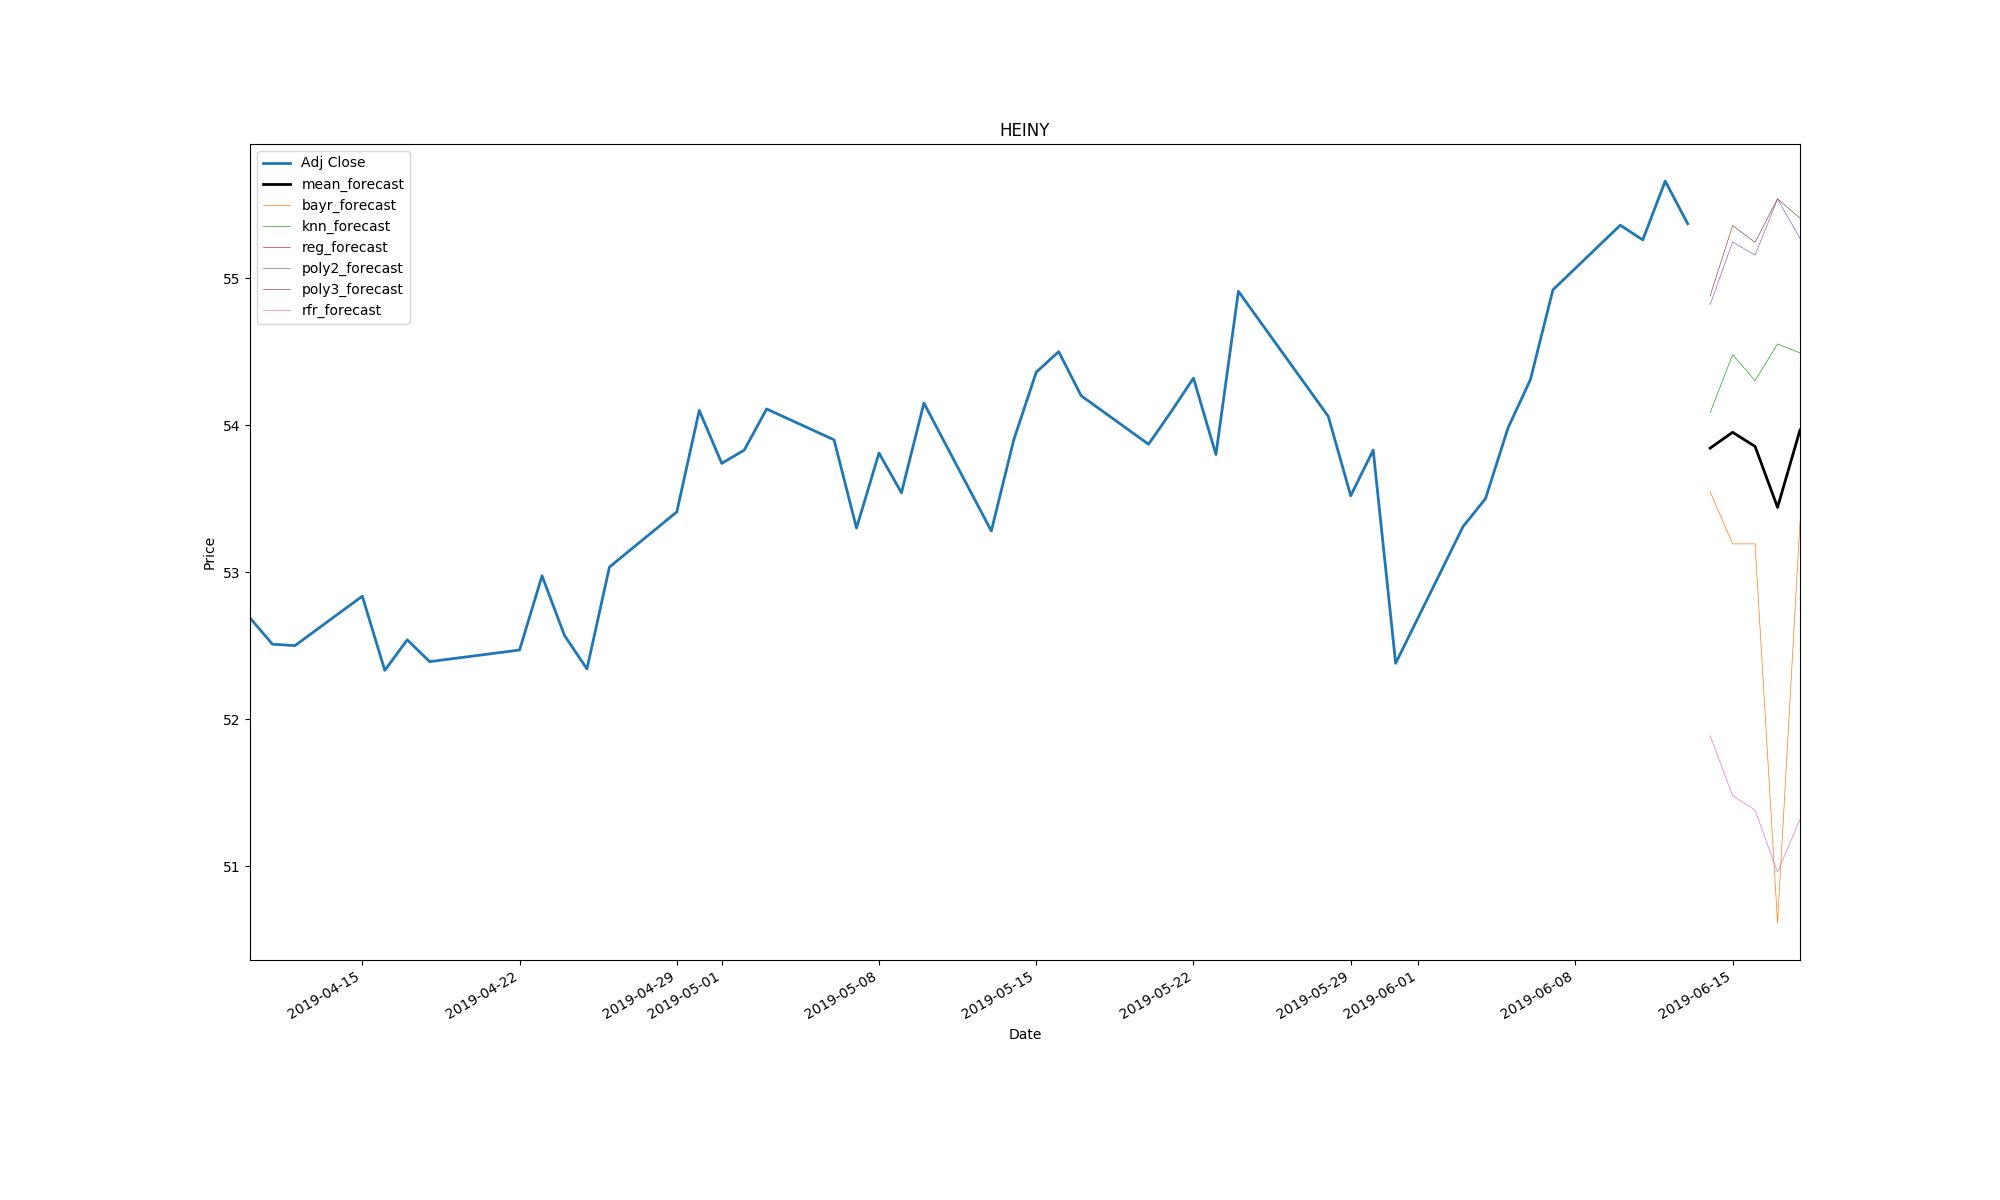 HEINY
Adj Close
mean_forecast
bayr_forecast
knn_forecast
reg_forecast
poly2_forecast
poly3_forecast
rfr_forecast
55
54
53
52
51
Price
2019-04-15
2019-04-22
2019-04-29
2019-05-01
2019-05-08
2019-05-15
2019-05-22
2019-05-29
2019-06-01
2019-06-08
2019-06-15
Date